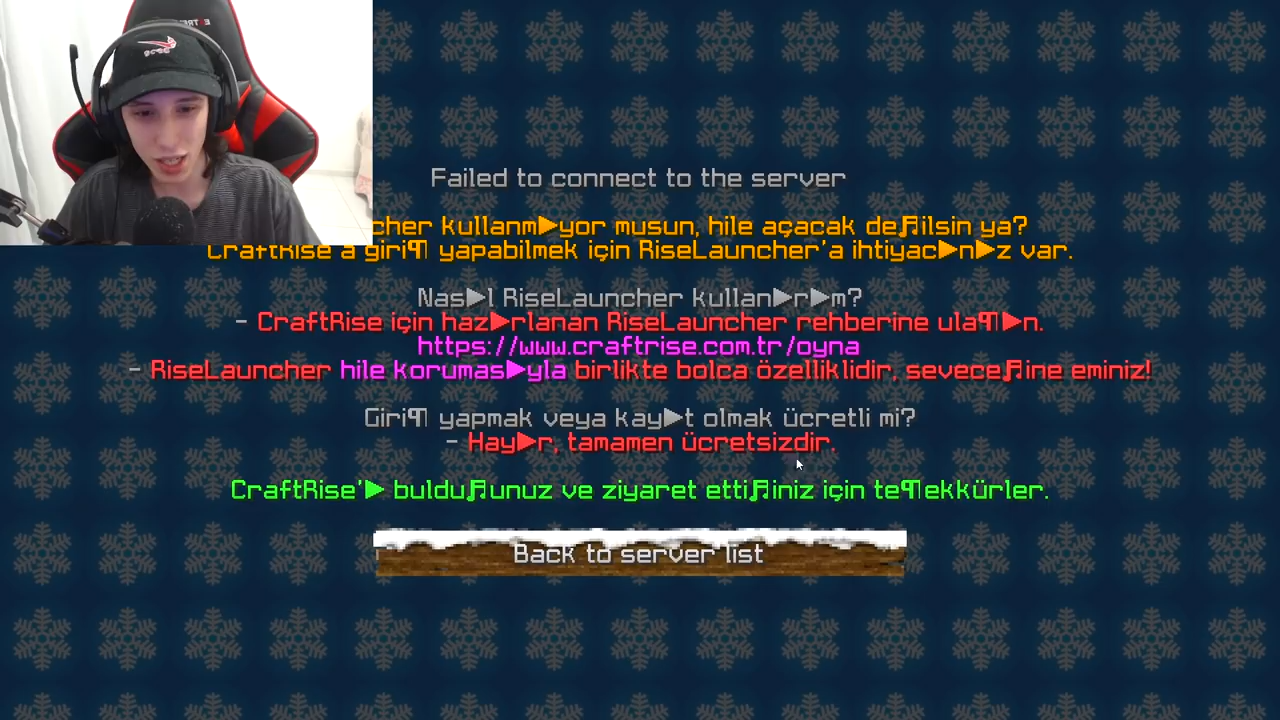 Failed to connect to the server
cher kullanm▶yor musun, hile açacak de♬ilsin ya?
CraftRise'a giri¶ yapabilmek için RiseLauncher'a ihtiyac▶n▶z var.
Nas▶l RiseLauncher kullan▶r▶m?
- CraftRise için haz▶rlanan RiseLauncher rehberine ula¶▶n.
https://www.craftrise.com.tr/oyna
- RiseLauncher hile korumas▶yla birlikte bolca özelliklidir, sevece♬ine eminiz!
Giri¶ yapmak veya kay▶t olmak ücretli mi?
- Hay▶r, tamamen ücretsizdir.
CraftRise'▶ buldu♬unuz ve ziyaret etti♬iniz için te¶ekkürler.
Back to server list